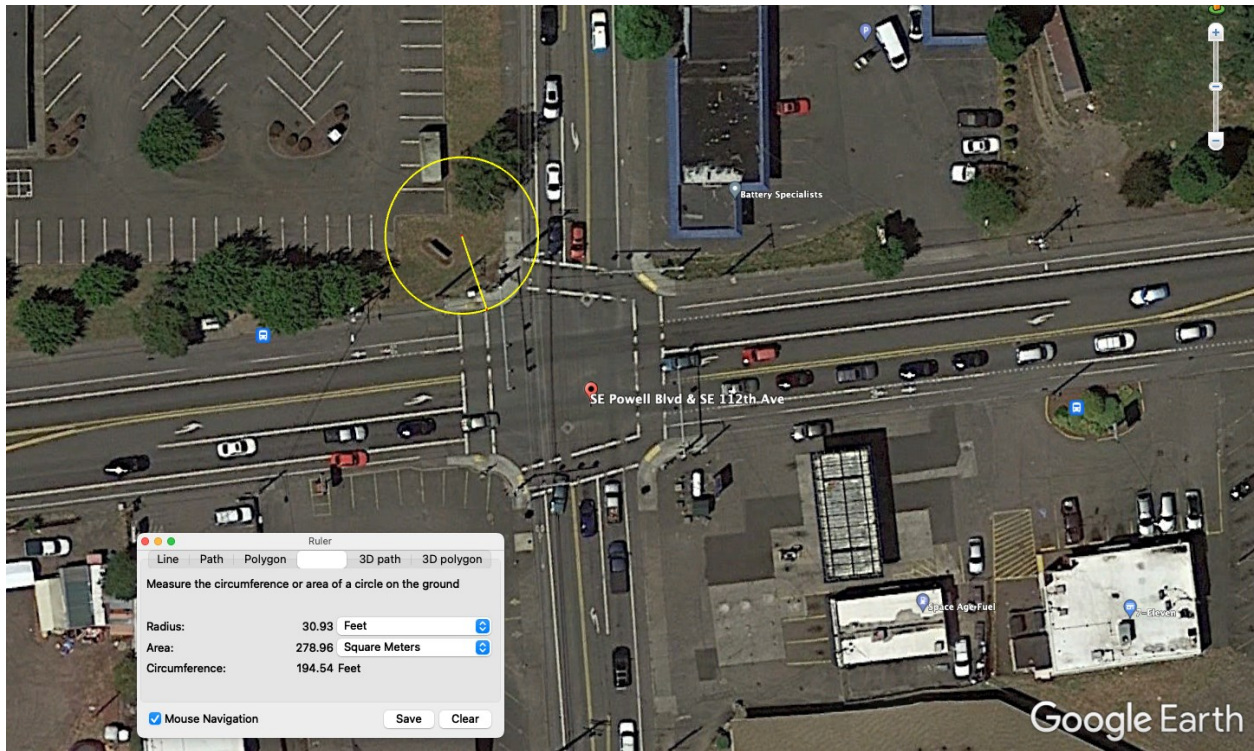 Battery Specialists
SE Powell Blvd & SE 112th Ave
Ruler
Line Path Polygon 3D path 3D polygon
Measure the circumference or area of a circle on the ground
Radius: 30.93 Feet
Area: 278.96 Square Meters
Circumference: 194.54 Feet
Mouse Navigation Save Clear
Space Age Fuel
7-Eleven
Google Earth